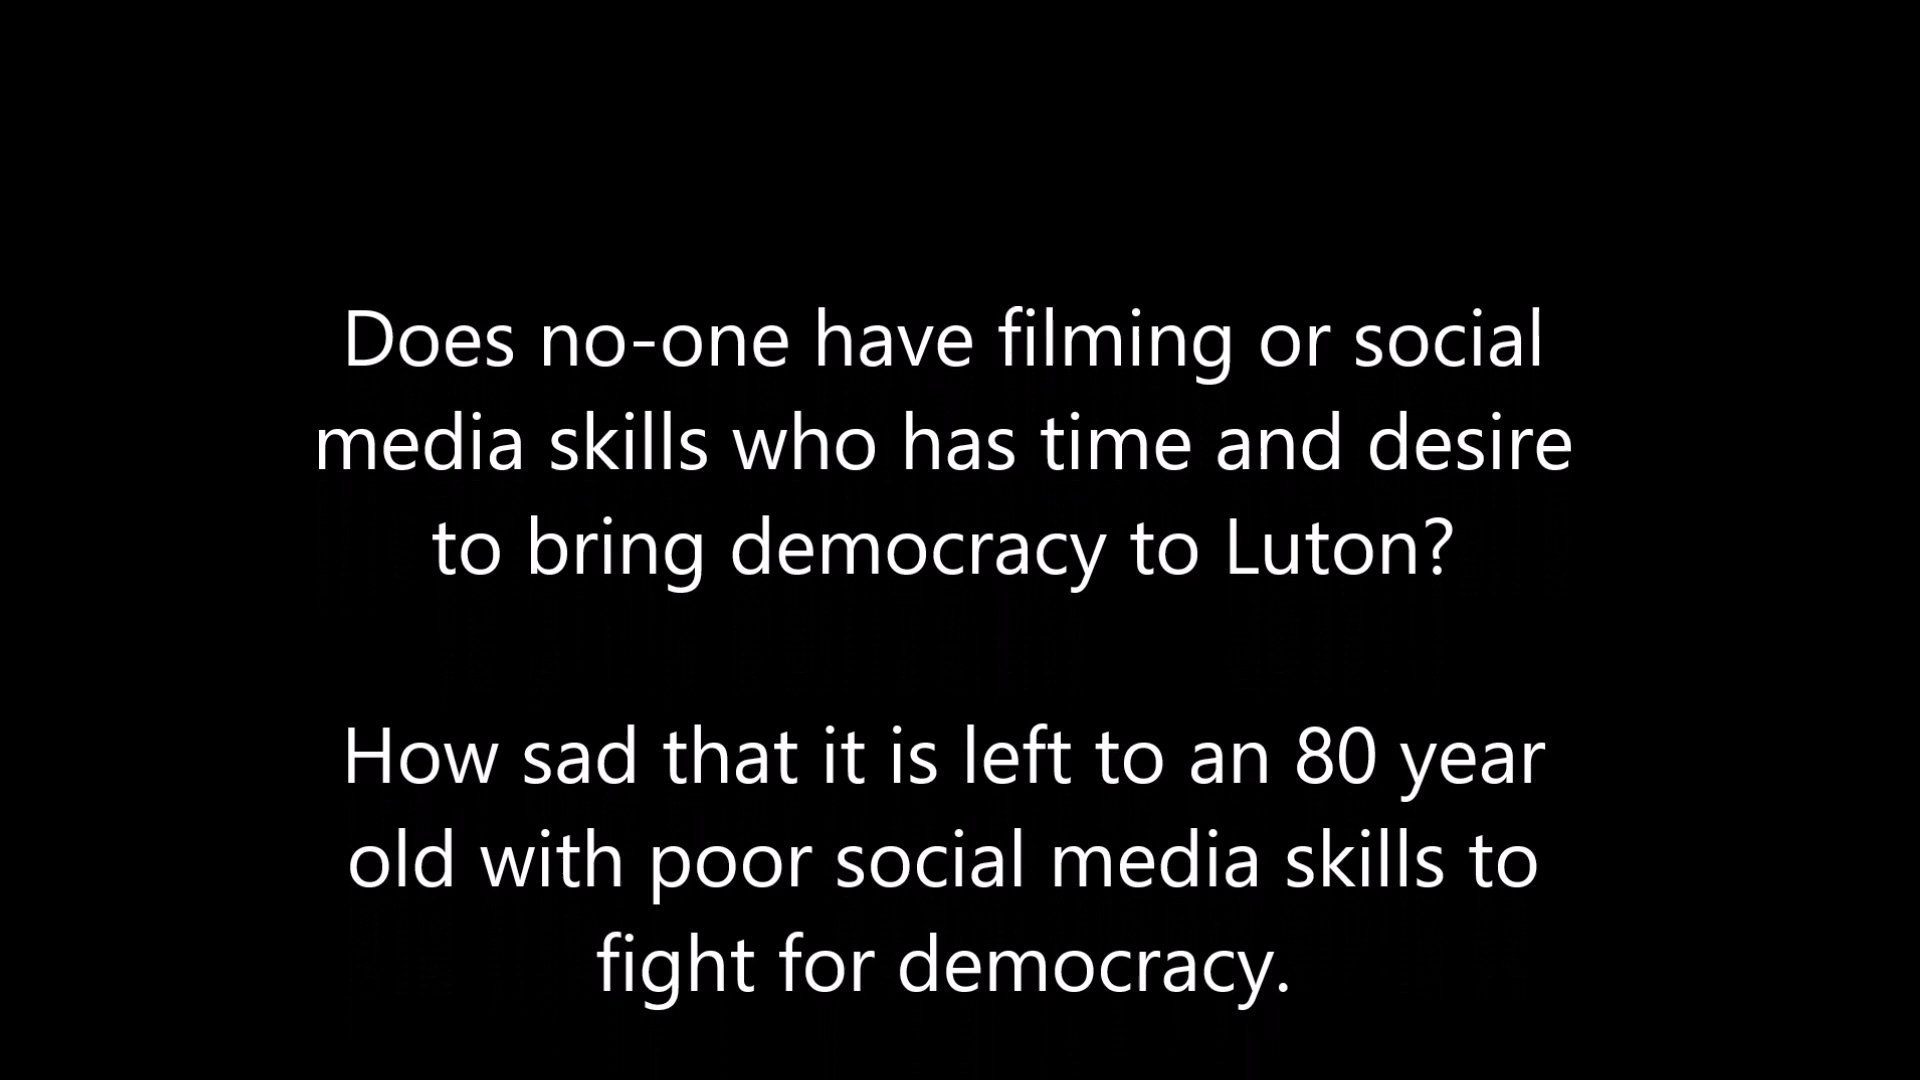 Does no-one have filming or social
media skills who has time and desire
to bring democracy to Luton?
How sad that it is left to an 80 year
old with poor social media skills to
fight for democracy.